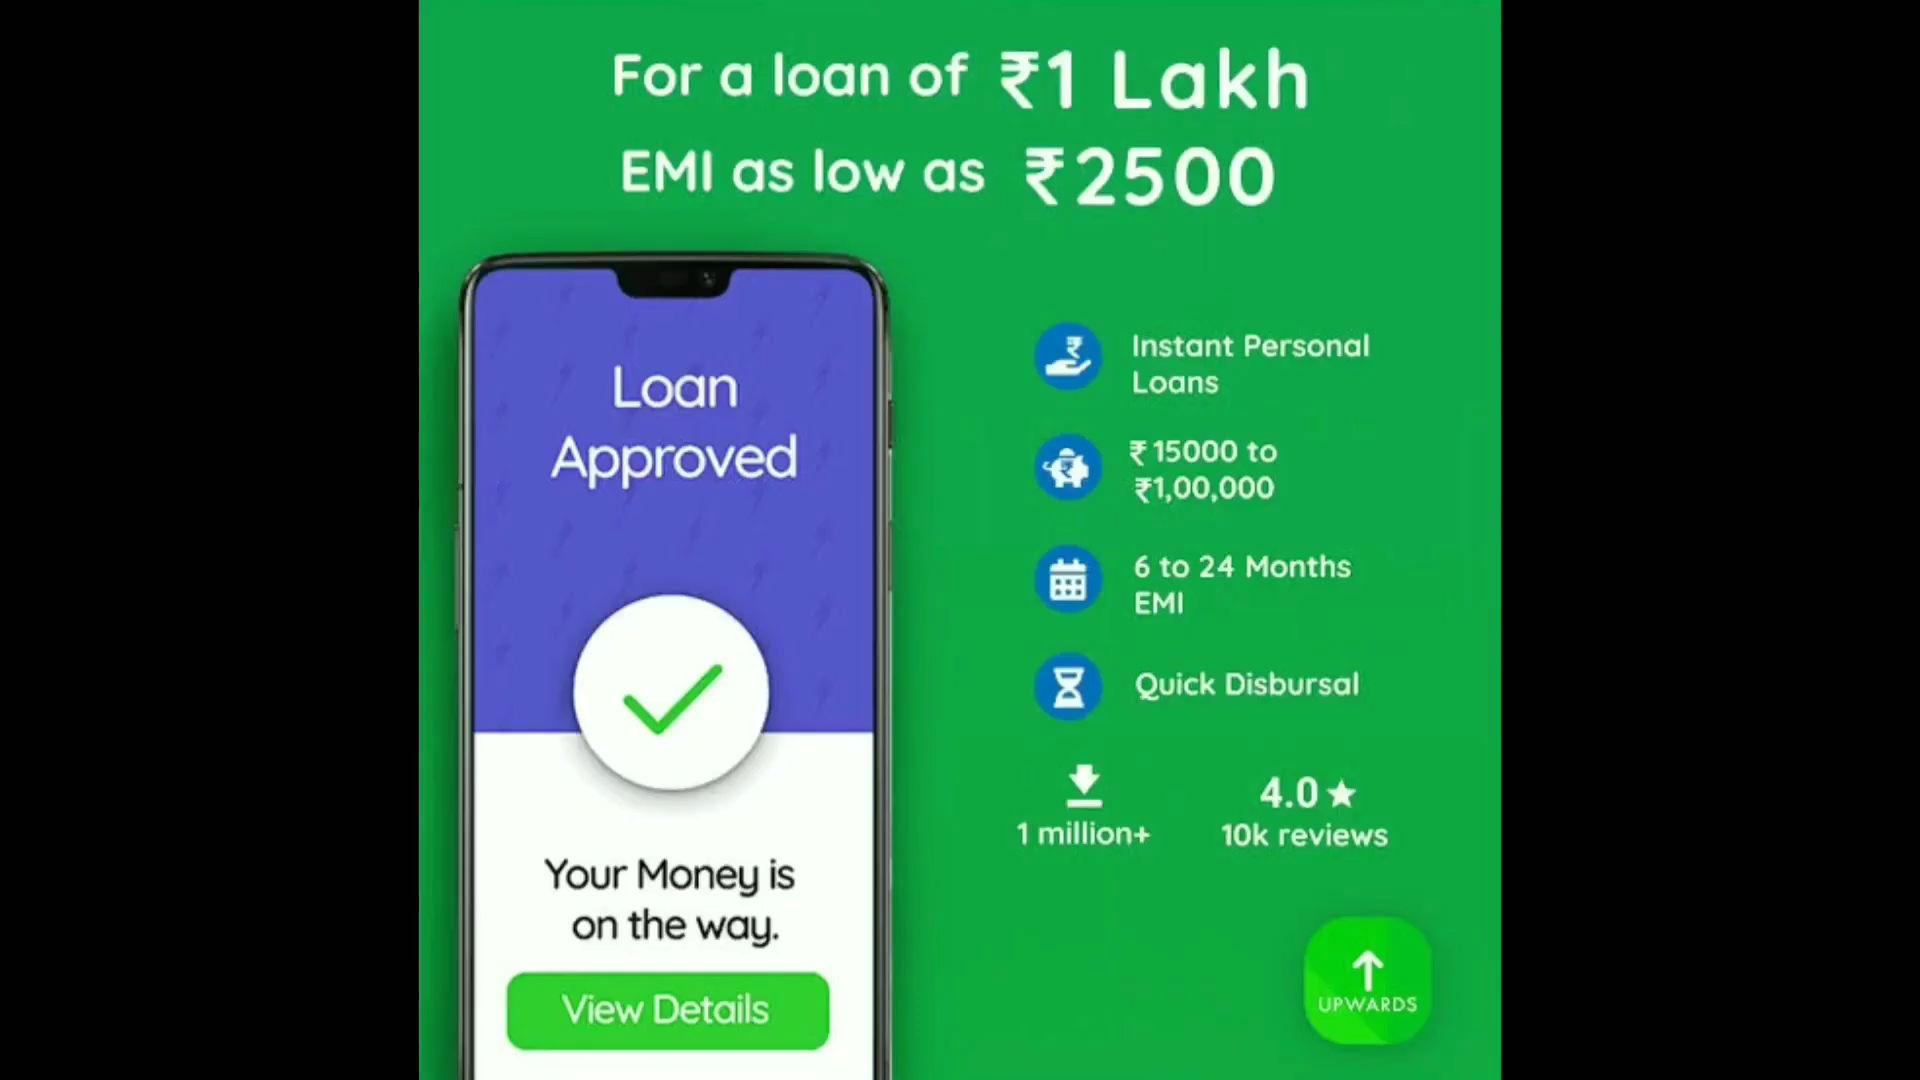 For a loan of ₹1 Lakh
EMI as low as ₹2500
Loan
Approved
Your Money is
on the way.
View Details
Instant Personal
Loans
₹15000 to
₹1,00,000
6 to 24 Months
EMI
Quick Disbursal
1 million+
4.0★
10k reviews
UPWARDS